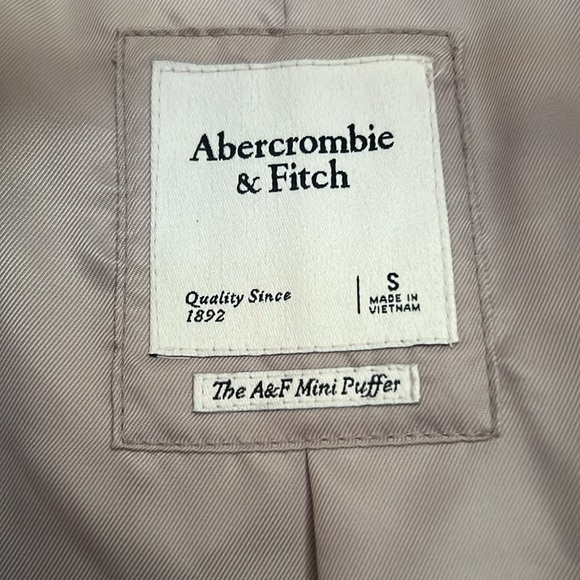 Abercrombie
& Fitch
Quality Since
1892
S
MADE IN
VIETNAM
The A&F Mini Puffer